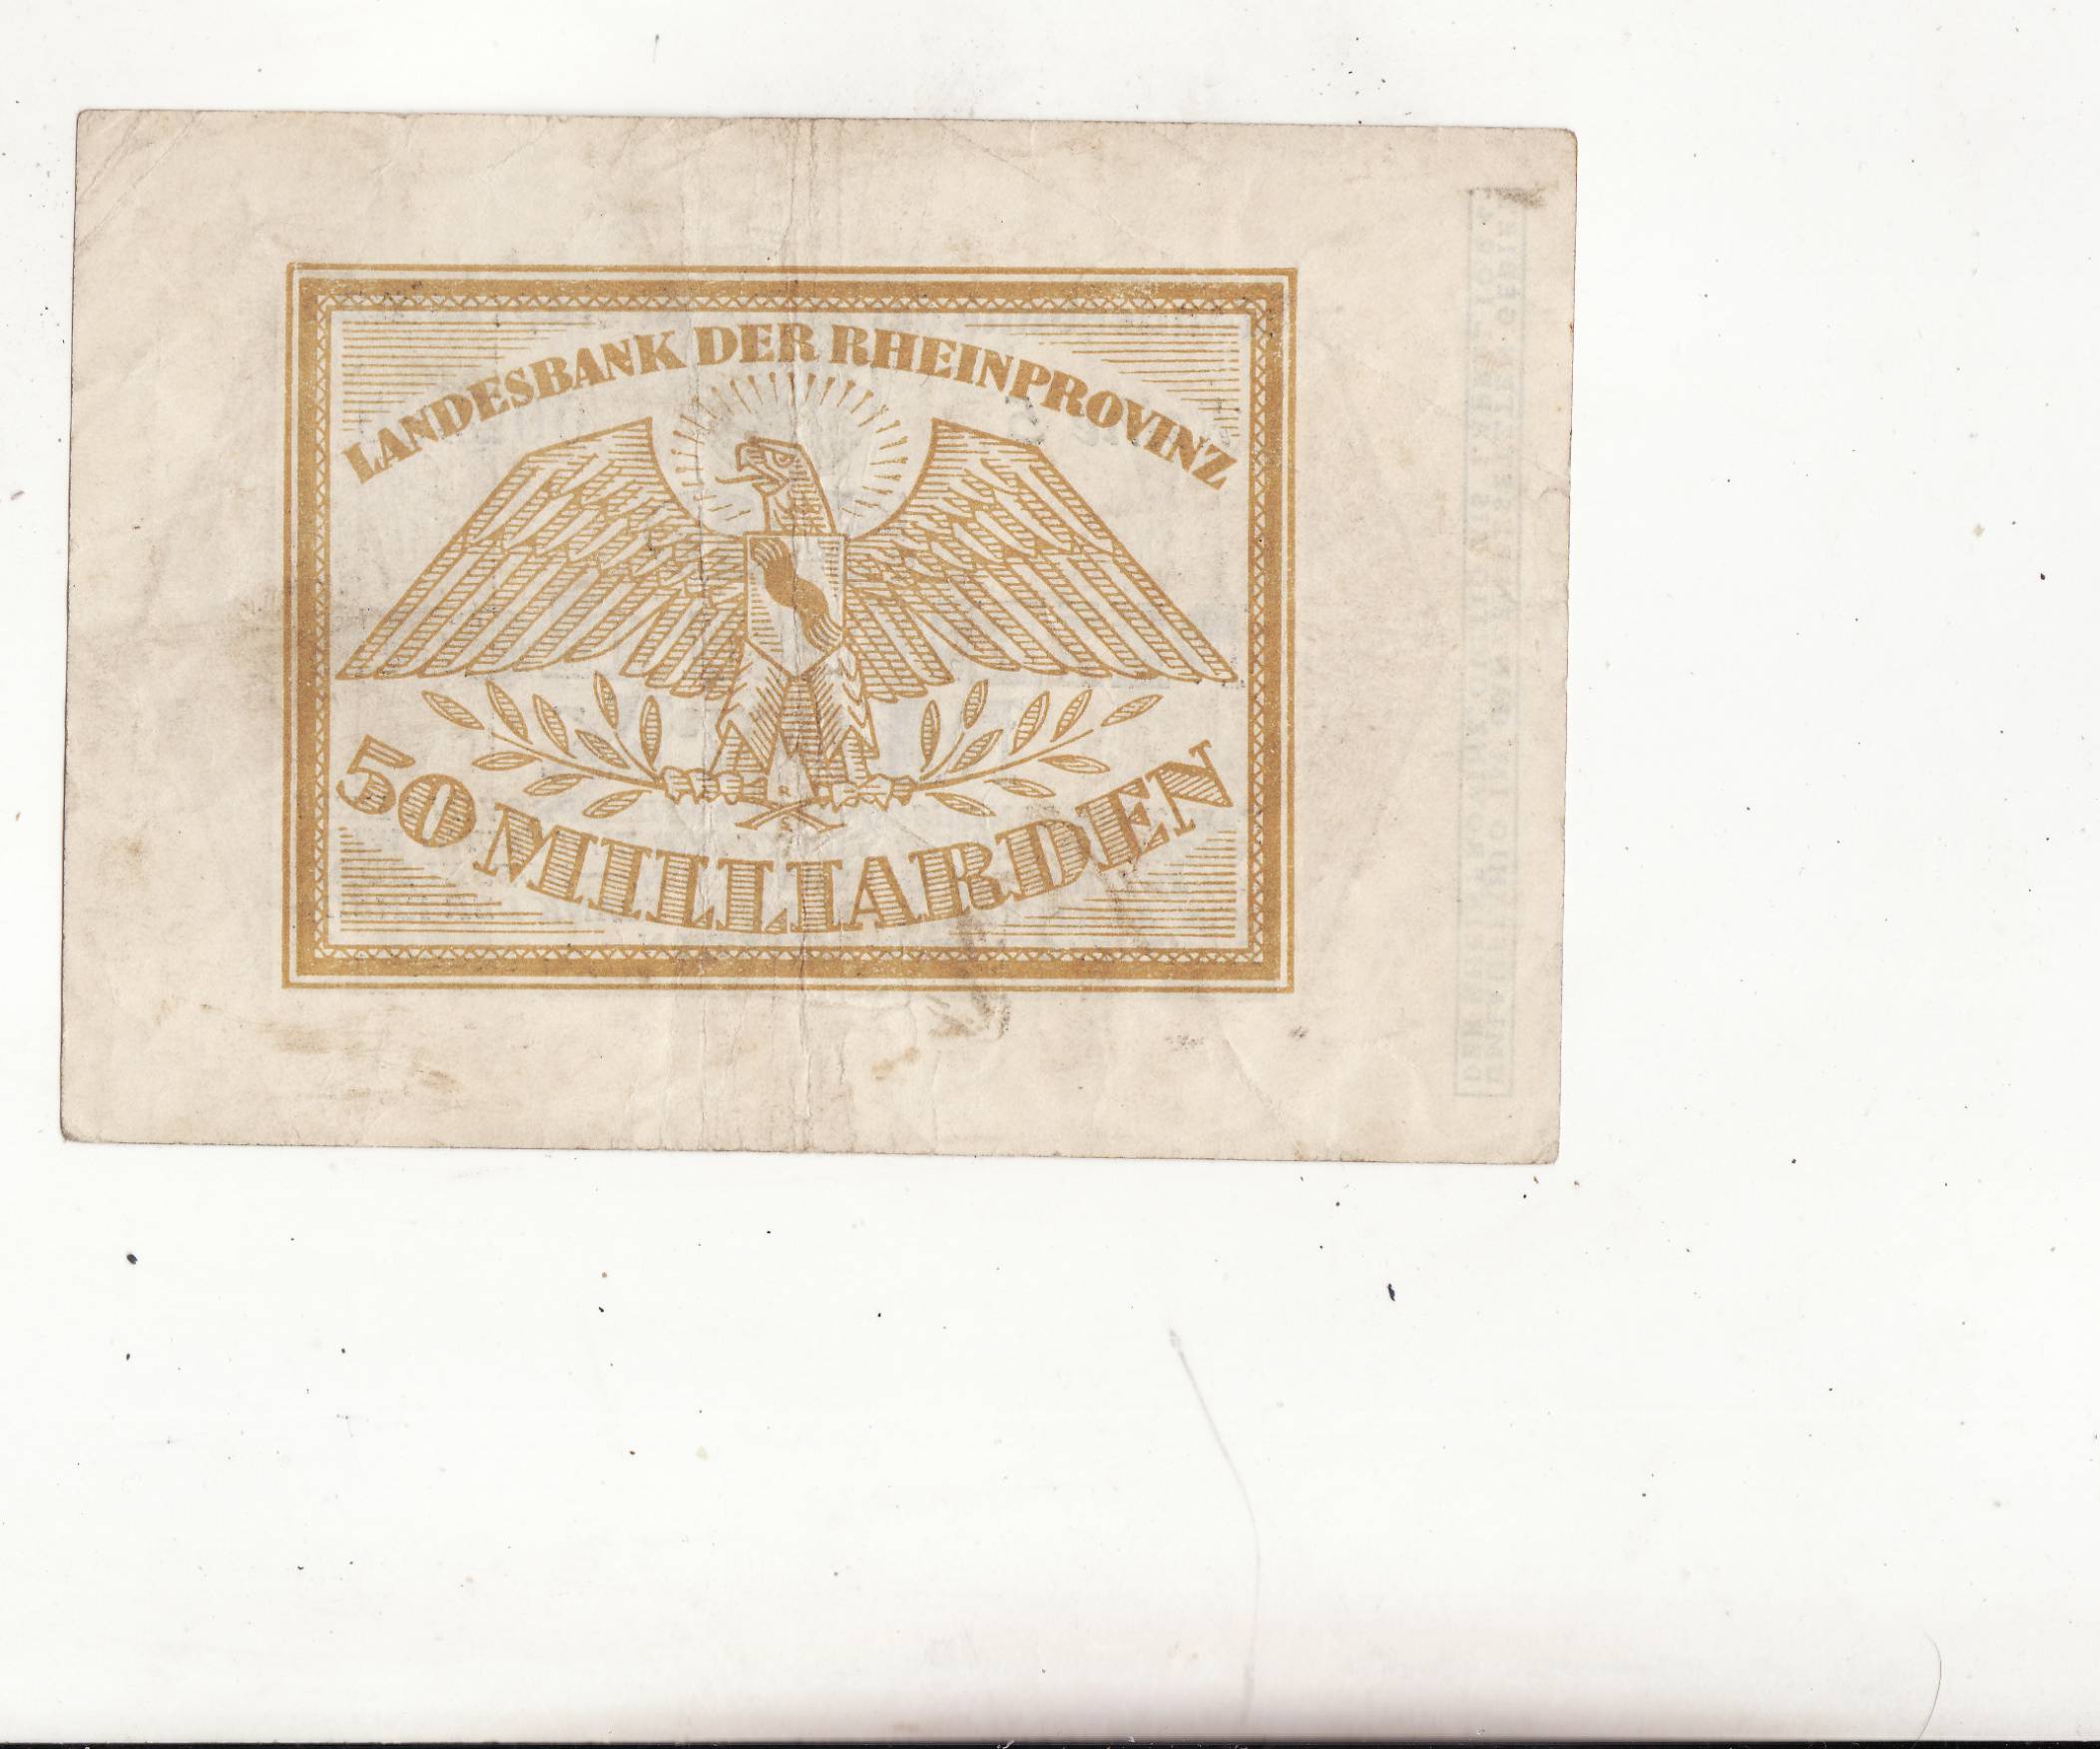 LANDESBANK DER RHEINPROVINZ
50 MILLIARDEN